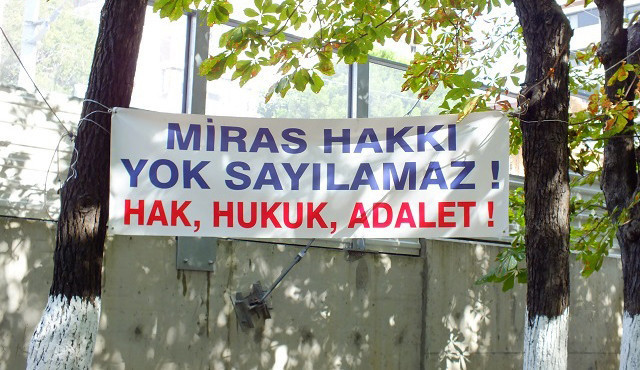 MİRAS HAKKI
YOK SAYILAMAZ !
HAK, HUKUK, ADALET !